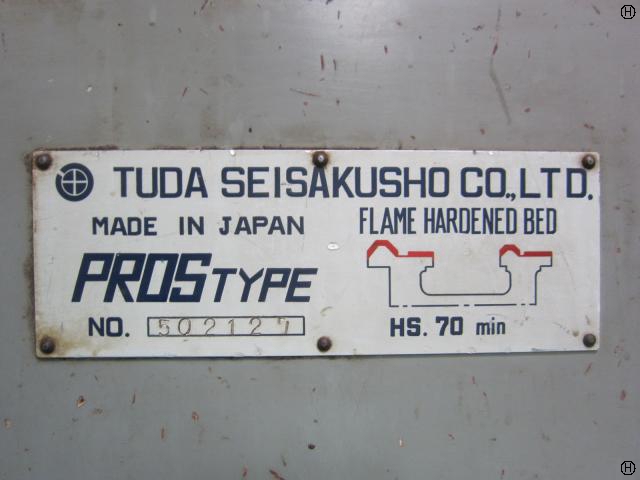 TUDA SEISAKUSHO CO.,LTD.
MADE IN JAPAN
FLAME HARDENED BED
PROS TYPE
NO. 502127
HS. 70 min